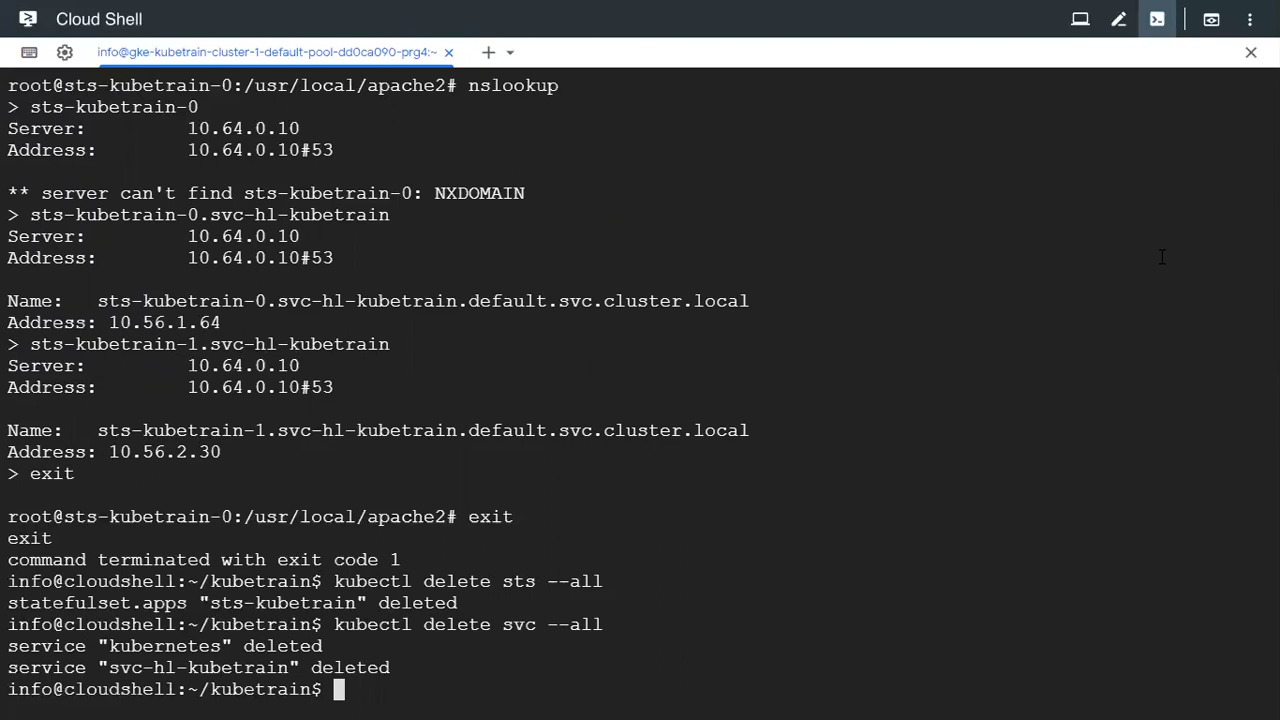 Cloud Shell
info@gke-kubetrain-cluster-1-default-pool-dd0ca090-prg4:~
root@sts-kubetrain-0:/usr/local/apache2# nslookup
> sts-kubetrain-0
Server:         10.64.0.10
Address:        10.64.0.10#53
** server can't find sts-kubetrain-0: NXDOMAIN
> sts-kubetrain-0.svc-hl-kubetrain
Server:         10.64.0.10
Address:        10.64.0.10#53
Name:   sts-kubetrain-0.svc-hl-kubetrain.default.svc.cluster.local
Address: 10.56.1.64
> sts-kubetrain-1.svc-hl-kubetrain
Server:         10.64.0.10
Address:        10.64.0.10#53
Name:   sts-kubetrain-1.svc-hl-kubetrain.default.svc.cluster.local
Address: 10.56.2.30
> exit
root@sts-kubetrain-0:/usr/local/apache2# exit
exit
command terminated with exit code 1
info@cloudshell:~/kubetrain$ kubectl delete sts --all
statefulset.apps "sts-kubetrain" deleted
info@cloudshell:~/kubetrain$ kubectl delete svc --all
service "kubernetes" deleted
service "svc-hl-kubetrain" deleted
info@cloudshell:~/kubetrain$